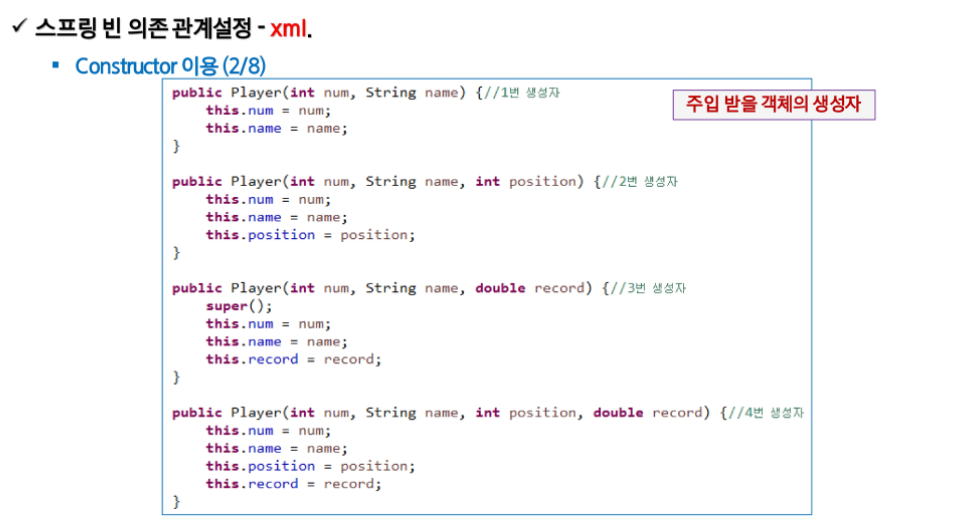 ✓ 스프링 빈 의존 관계설정 - xml.
▪ Constructor 이용 (2/8)
주입 받을 객체의 생성자
public Player(int num, String name) {//1번 생성자
    this.num = num;
    this.name = name;
}
public Player(int num, String name, int position) {//2번 생성자
    this.num = num;
    this.name = name;
    this.position = position;
}
public Player(int num, String name, double record) {//3번 생성자
    super();
    this.num = num;
    this.name = name;
    this.record = record;
}
public Player(int num, String name, int position, double record) {//4번 생성자
    this.num = num;
    this.name = name;
    this.position = position;
    this.record = record;
}